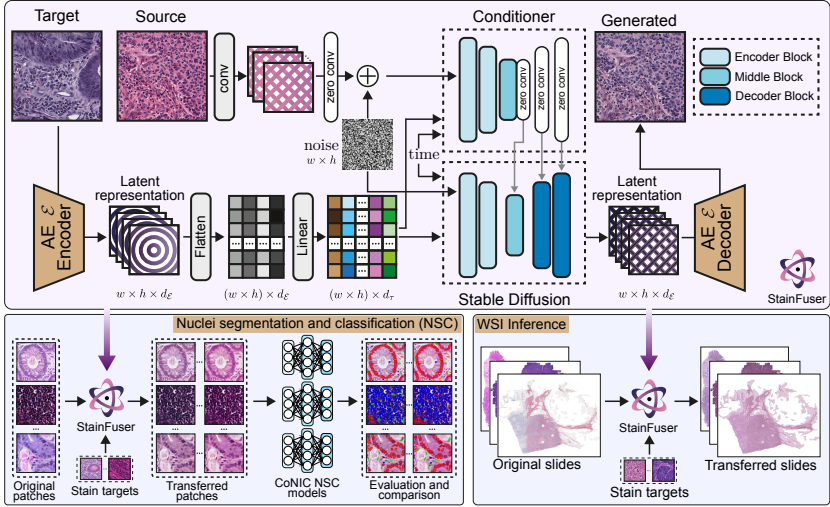 Target
Source
Conditioner
Generated
conv
zero conv
zero conv
zero conv
zero conv
Encoder Block
Middle Block
Decoder Block
noise
w × h
time
AE ℰ
Encoder
Latent
representation
w × h × dℰ
Flatten
(w × h) × dℰ
Linear
(w × h) × dτ
Stable Diffusion
Latent
representation
w × h × dℰ
AE ℰ
Decoder
StainFuser
Nuclei segmentation and classification (NSC)
Original
patches
StainFuser
Stain targets
Transferred
patches
CoNIC NSC
models
Evaluation and
comparison
WSI Inference
Original slides
StainFuser
Stain targets
Transferred slides